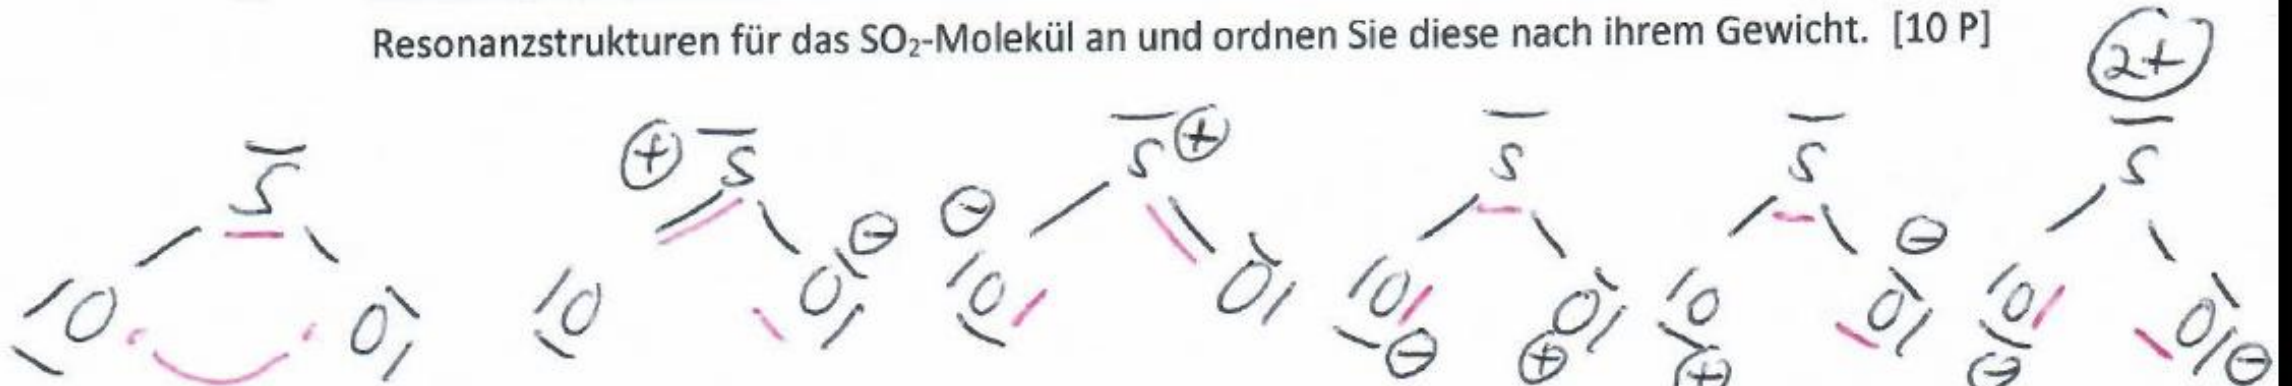 Resonanzstrukturen für das SO₂-Molekül an und ordnen Sie diese nach ihrem Gewicht. [10 P]
2+
S ⊕ S S ⊕ S S S
⊖ ⊖ ⊖
O O O O O O O O O O O O
⊖ ⊕ ⊕ ⊖ ⊖